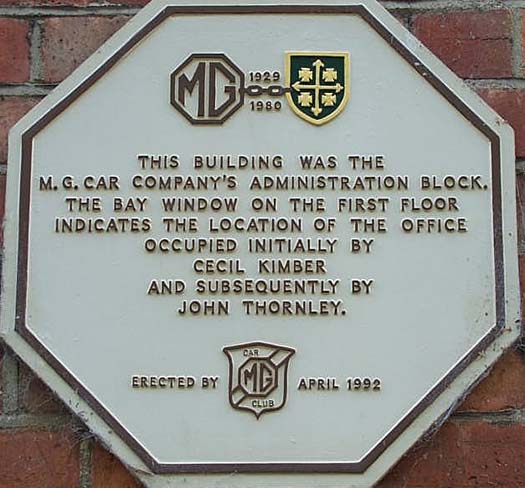 MG
1929
1980
THIS BUILDING WAS THE
M.G. CAR COMPANY'S ADMINISTRATION BLOCK.
THE BAY WINDOW ON THE FIRST FLOOR
INDICATES THE LOCATION OF THE OFFICE
OCCUPIED INITIALLY BY
CECIL KIMBER
AND SUBSEQUENTLY BY
JOHN THORNLEY.
ERECTED BY
CAR
MG
CLUB
APRIL 1992